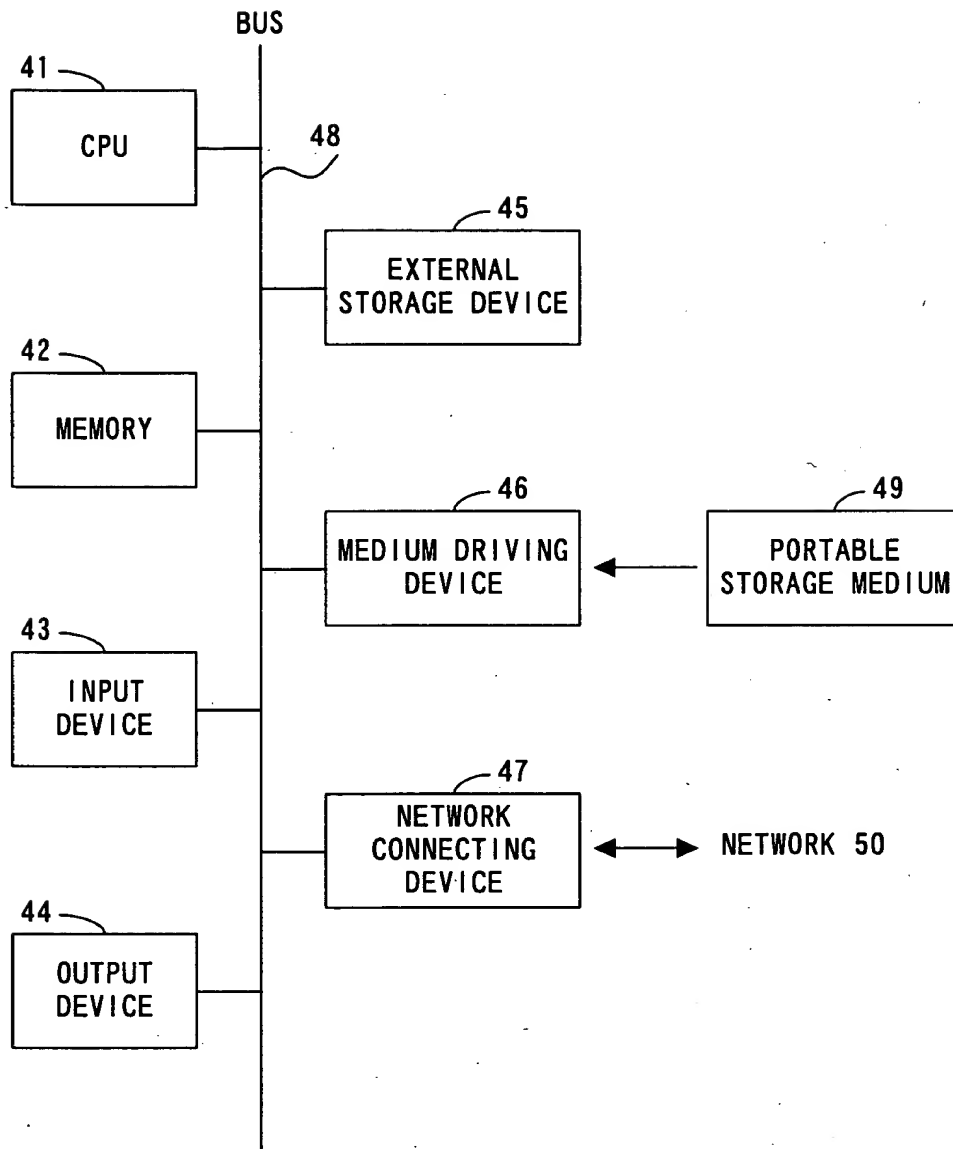 BUS
41
CPU
48
45
EXTERNAL
STORAGE DEVICE
42
MEMORY
46
MEDIUM DRIVING
DEVICE
49
PORTABLE
STORAGE MEDIUM
43
INPUT
DEVICE
47
NETWORK
CONNECTING
DEVICE
NETWORK 50
44
OUTPUT
DEVICE